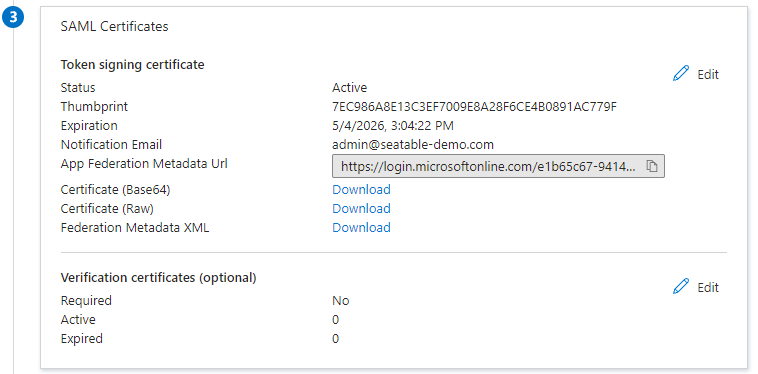 3
SAML Certificates
Token signing certificate
Edit
Status Active
Thumbprint 7EC986A8E13C3EF7009E8A28F6CE4B0891AC779F
Expiration 5/4/2026, 3:04:22 PM
Notification Email admin@seatable-demo.com
App Federation Metadata Url https://login.microsoftonline.com/e1b65c67-9414...
Certificate (Base64) Download
Certificate (Raw) Download
Federation Metadata XML Download
Verification certificates (optional)
Edit
Required No
Active 0
Expired 0